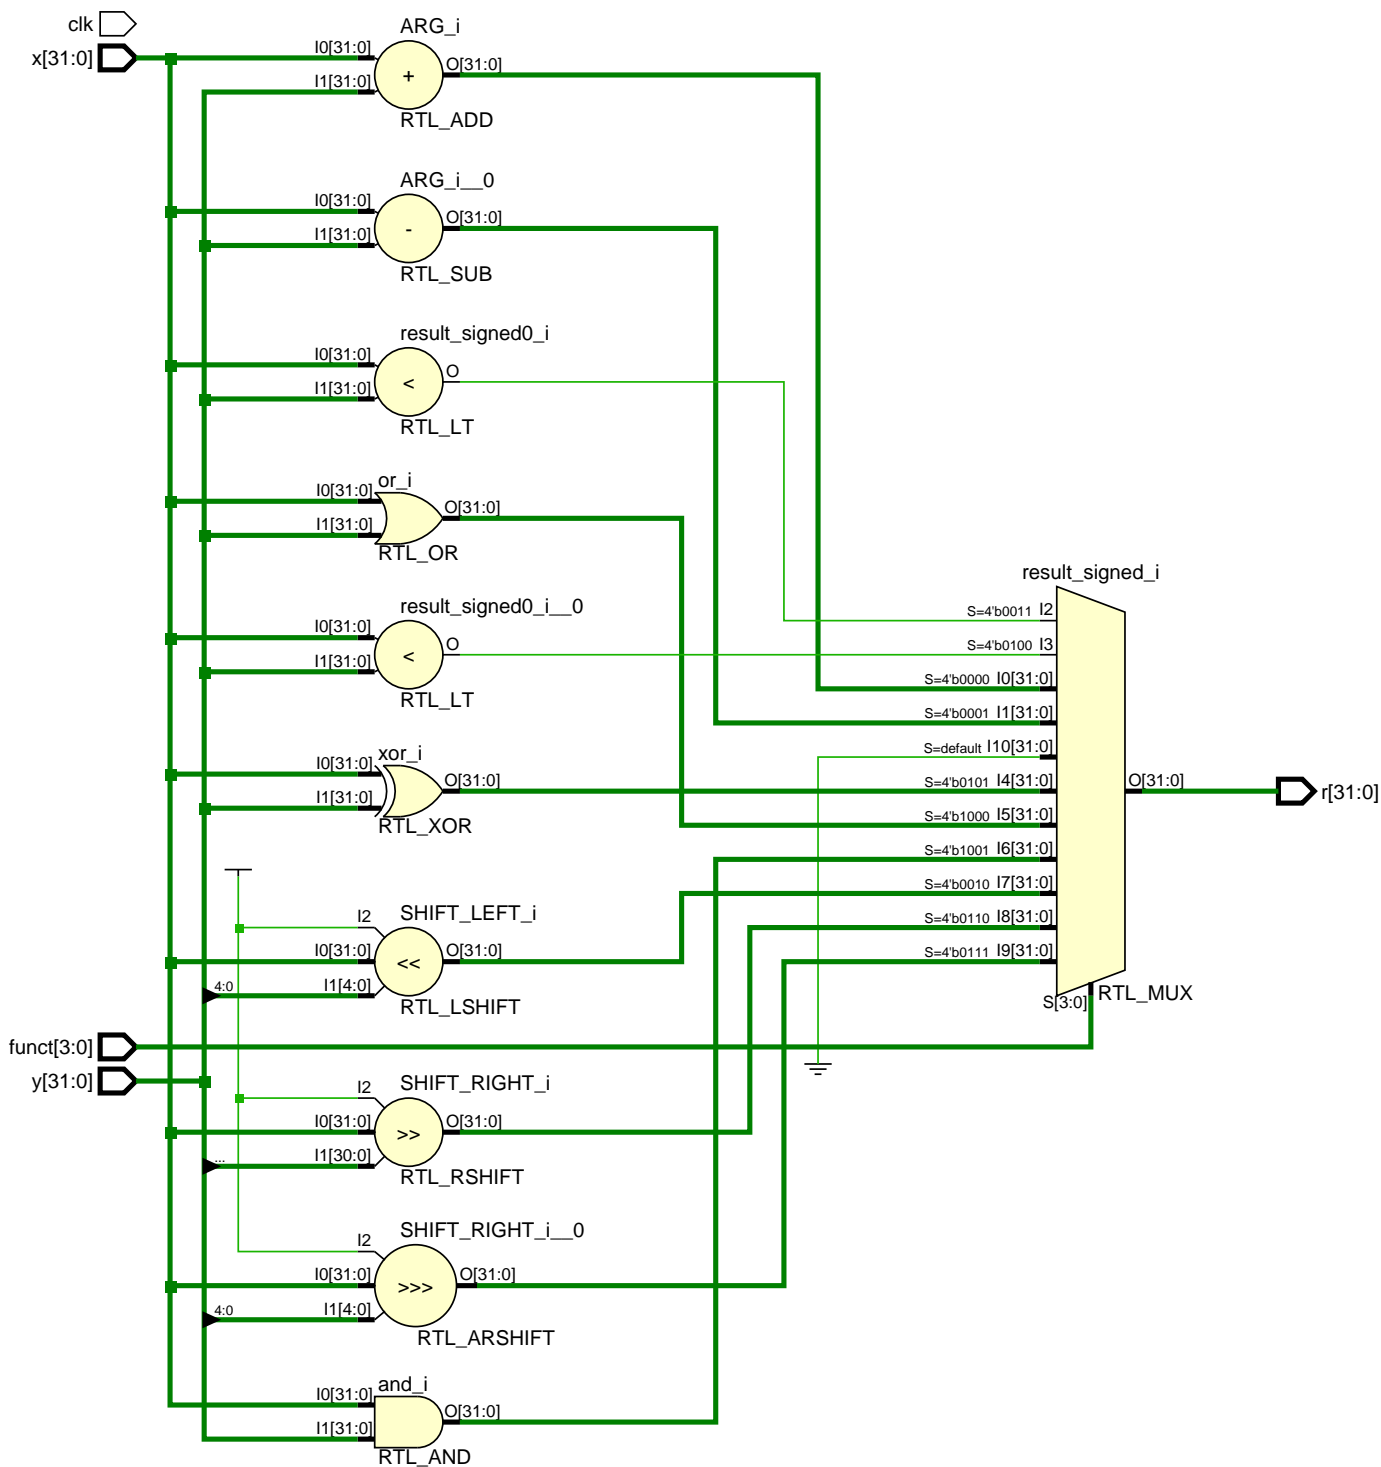 clk
x[31:0]
ARG_i
I0[31:0]
I1[31:0]
+
O[31:0]
RTL_ADD
ARG_i__0
I0[31:0]
I1[31:0]
-
O[31:0]
RTL_SUB
result_signed0_i
I0[31:0]
I1[31:0]
<
O
RTL_LT
or_i
I0[31:0]
I1[31:0]
O[31:0]
RTL_OR
result_signed0_i__0
I0[31:0]
I1[31:0]
<
O
RTL_LT
xor_i
I0[31:0]
I1[31:0]
O[31:0]
RTL_XOR
SHIFT_LEFT_i
I2
I0[31:0]
4:0
I1[4:0]
<<
O[31:0]
RTL_LSHIFT
funct[3:0]
y[31:0]
SHIFT_RIGHT_i
I2
I0[31:0]
...
I1[30:0]
>>
O[31:0]
RTL_RSHIFT
SHIFT_RIGHT_i__0
I2
I0[31:0]
4:0
I1[4:0]
>>>
O[31:0]
RTL_ARSHIFT
and_i
I0[31:0]
I1[31:0]
O[31:0]
RTL_AND
result_signed_i
S=4'b0011 I2
S=4'b0100 I3
S=4'b0000 I0[31:0]
S=4'b0001 I1[31:0]
S=default I10[31:0]
S=4'b0101 I4[31:0]
S=4'b1000 I5[31:0]
S=4'b1001 I6[31:0]
S=4'b0010 I7[31:0]
S=4'b0110 I8[31:0]
S=4'b0111 I9[31:0]
S[3:0]
RTL_MUX
O[31:0]
r[31:0]